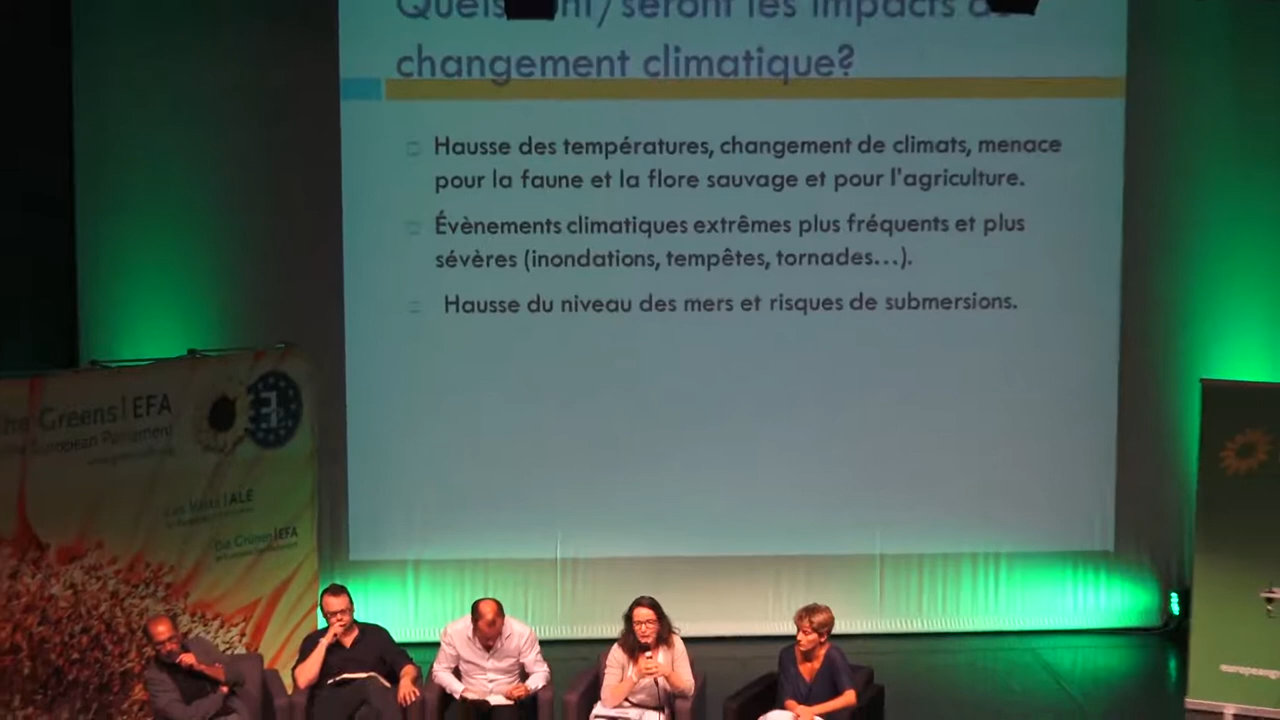 impacts
changement climatique?
Hausse des températures, changement de climats, menace
pour la faune et la flore sauvage et pour l'agriculture.
Évènements climatiques extrêmes plus fréquents et plus
sévères (inondations, tempêtes, tornades...).
Hausse du niveau des mers et risques de submersions.
Greens | EFA
European Parliament
Les Verts | ALE
Die Grünen | EFA